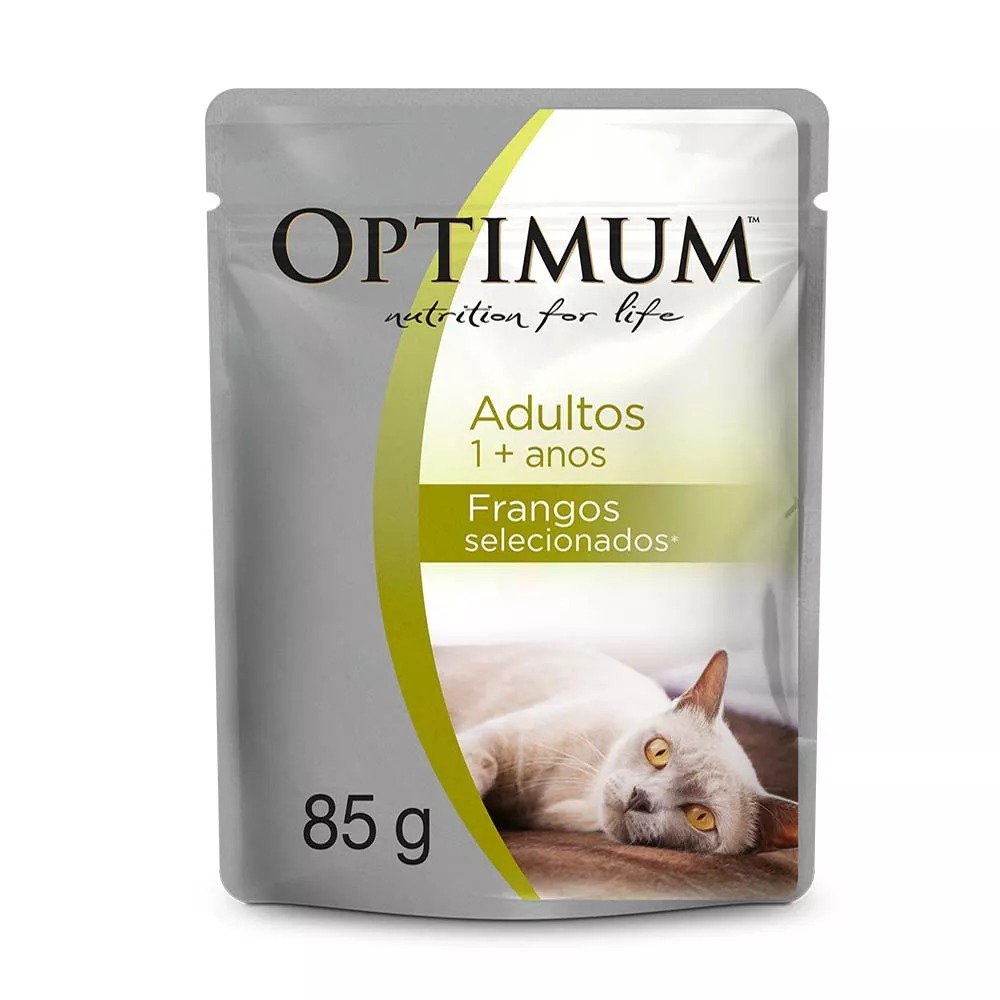 OPTIMUM™
nutrition for life
Adultos
1 + anos
Frangos
selecionados*
85 g